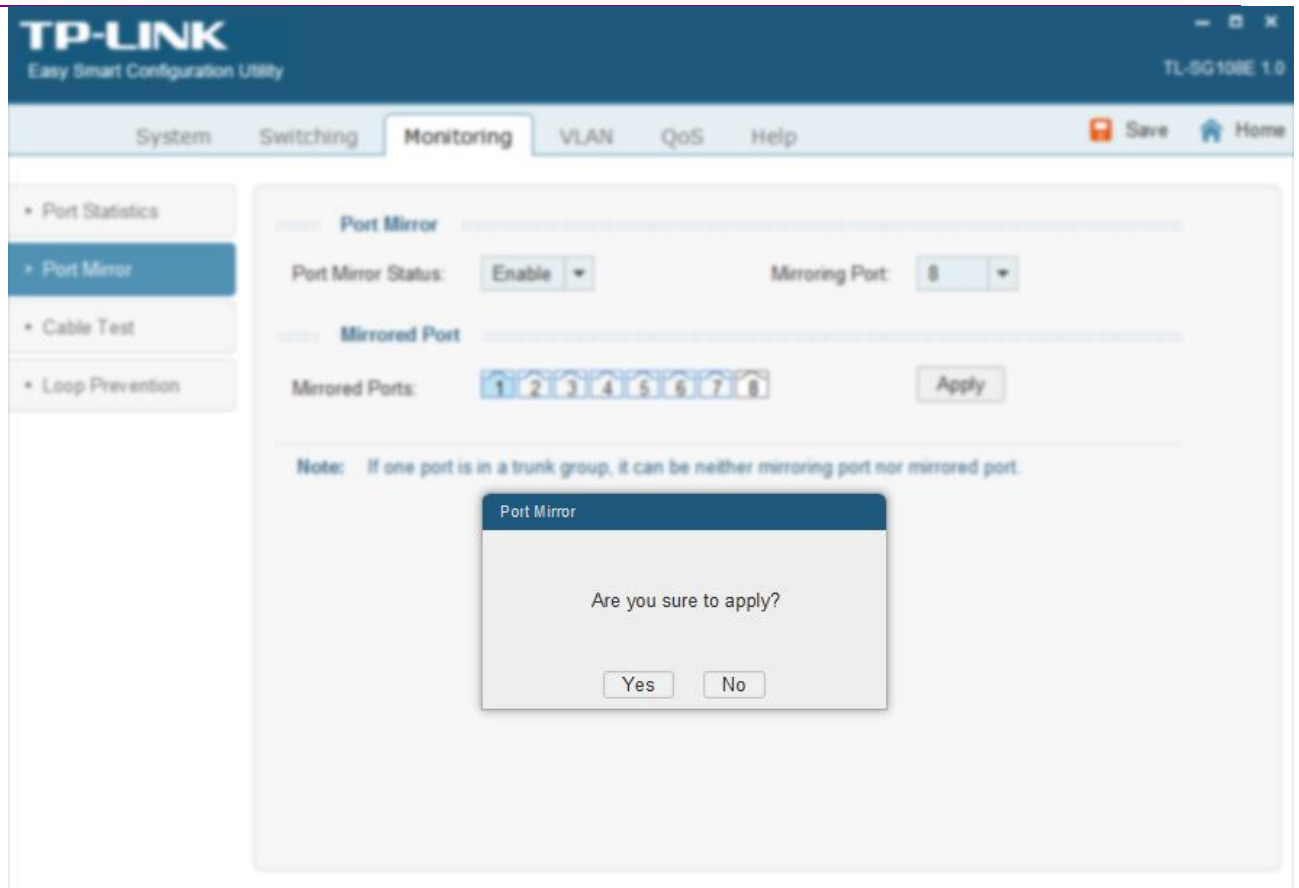 TP-LINK
Easy Smart Configuration Utility
TL-SG108E 1.0
System Switching Monitoring VLAN QoS Help Save Home
• Port Statistics
Port Mirror
• Cable Test
• Loop Prevention
Port Mirror
Port Mirror Status: Enable Mirroring Port: 8
Mirrored Port
Mirrored Ports: 1 2 3 4 5 6 7 8 Apply
Note: If one port is in a trunk group, it can be neither mirroring port nor mirrored port.
Port Mirror
Are you sure to apply?
Yes No